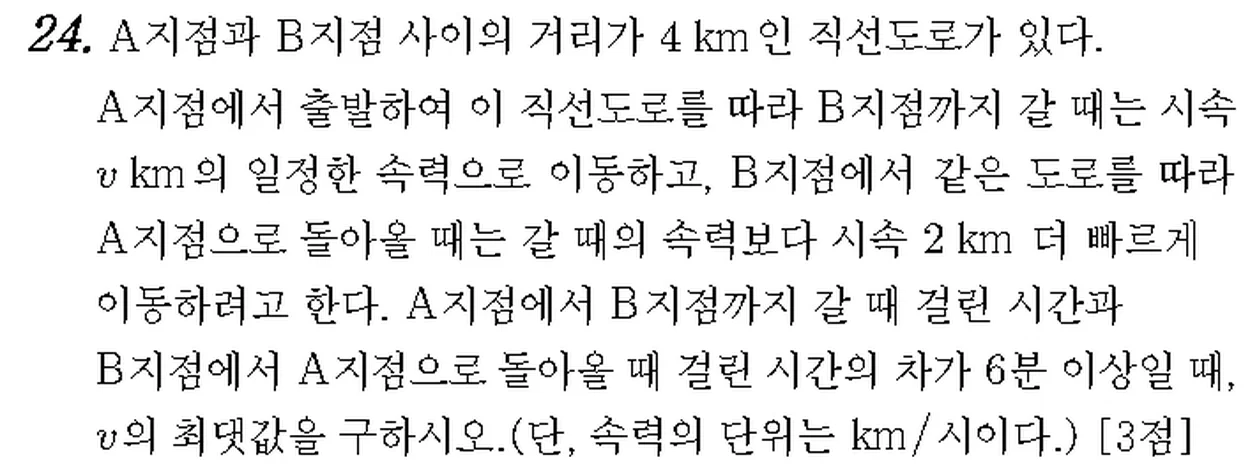 24. A지점과 B지점 사이의 거리가 4 km인 직선도로가 있다.
A지점에서 출발하여 이 직선도로를 따라 B지점까지 갈 때는 시속
v km의 일정한 속력으로 이동하고, B지점에서 같은 도로를 따라
A지점으로 돌아올 때는 갈 때의 속력보다 시속 2 km 더 빠르게
이동하려고 한다. A지점에서 B지점까지 갈 때 걸린 시간과
B지점에서 A지점으로 돌아올 때 걸린 시간의 차가 6분 이상일 때,
v의 최댓값을 구하시오.(단, 속력의 단위는 km/시이다.) [3점]